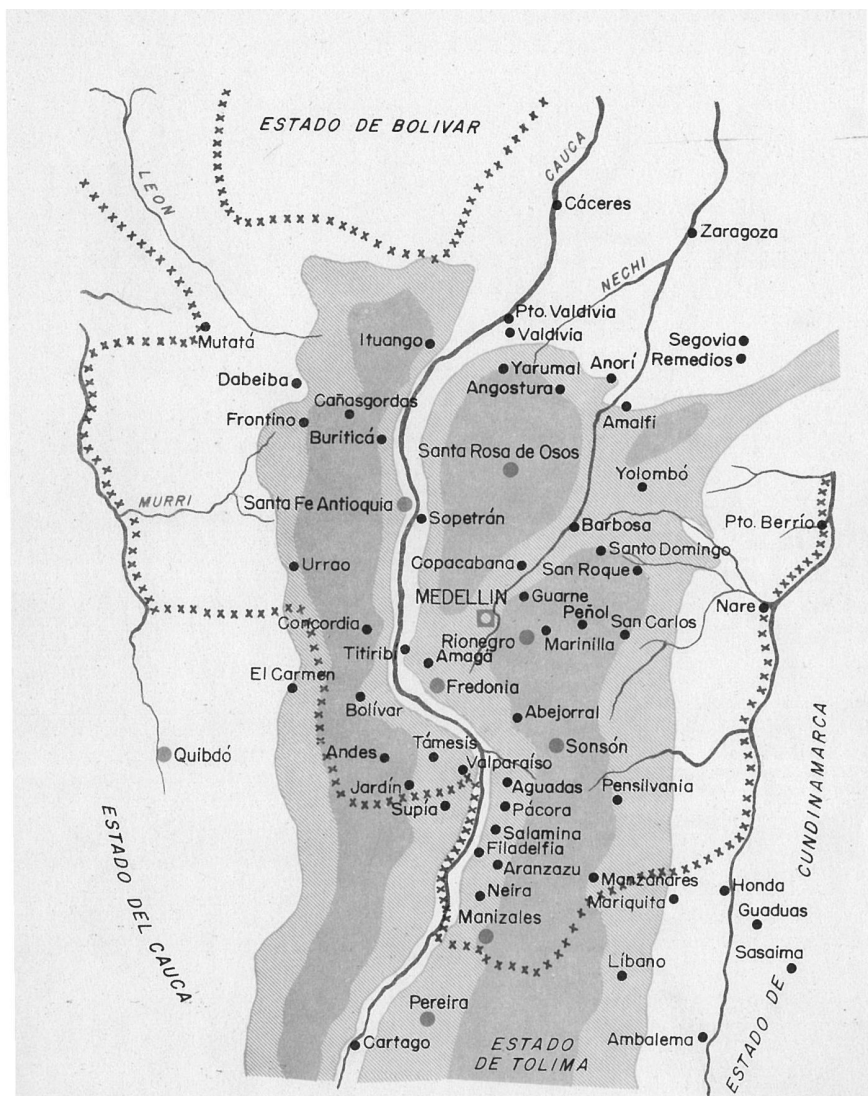 ESTADO DE BOLIVAR
LEON
CAUCA
Cáceres
Zaragoza
NECHI
Pto. Valdivia
Valdivia
Mutatá
Ituango
Segovia
Remedios
Yarumal
Anorí
Dabeiba
Angostura
Cañasgordas
Amalfi
Frontino
Buriticá
Santa Rosa de Osos
Yolombó
MURRI
Santa Fe Antioquia
Sopetrán
Barbosa
Pto. Berrío
Santo Domingo
Urrao
Copacabana
San Roque
MEDELLIN
Guarne
Nare
Peñol
San Carlos
Concordia
Rionegro
Marinilla
Titiribi
Amagá
El Carmen
Fredonia
Bolívar
Abejorral
Quibdó
Andes
Támesis
Sonsón
Valparaíso
Jardín
Aguadas
Pensilvania
Supía
Pácora
Salamina
Filadelfia
Aranzazu
Manzanares
Honda
Neira
Mariquita
Guaduas
Manizales
Líbano
Sasaima
Pereira
Cartago
ESTADO
DE TOLIMA
Ambalema
ESTADO DEL CAUCA
ESTADO DE
CUNDINAMARCA